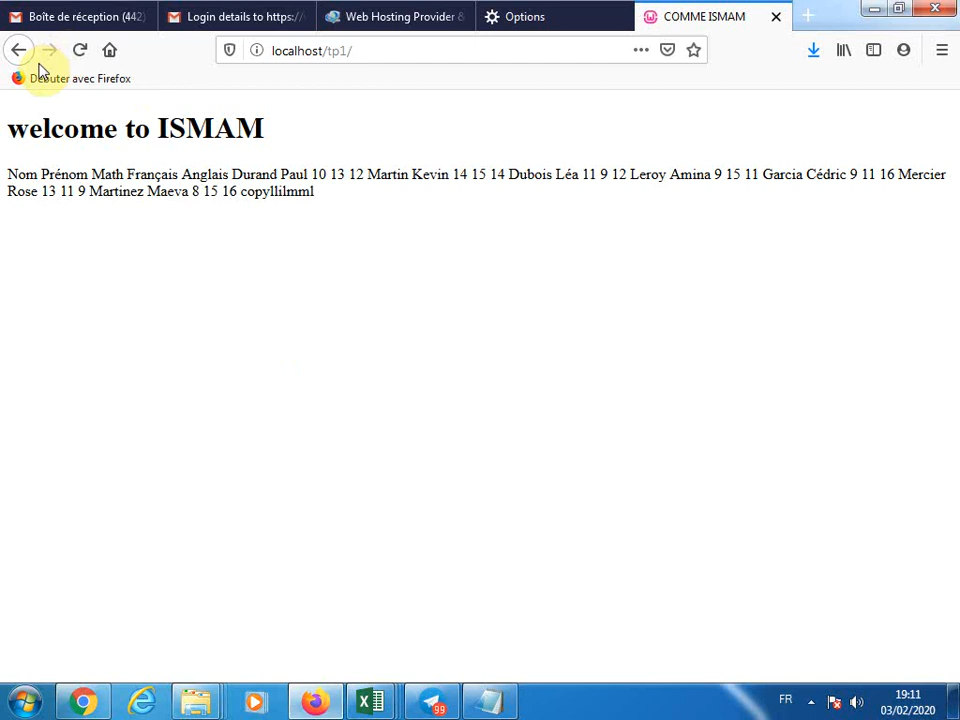 Boîte de réception (442)
Login details to https:/
Web Hosting Provider &
Options
COMME ISMAM
localhost/tp1/
Débuter avec Firefox
welcome to ISMAM
Nom Prénom Math Français Anglais Durand Paul 10 13 12 Martin Kevin 14 15 14 Dubois Léa 11 9 12 Leroy Amina 9 15 11 Garcia Cédric 9 11 16 Mercier
Rose 13 11 9 Martinez Maeva 8 15 16 copyllilmml
99
FR
19:11
03/02/2020